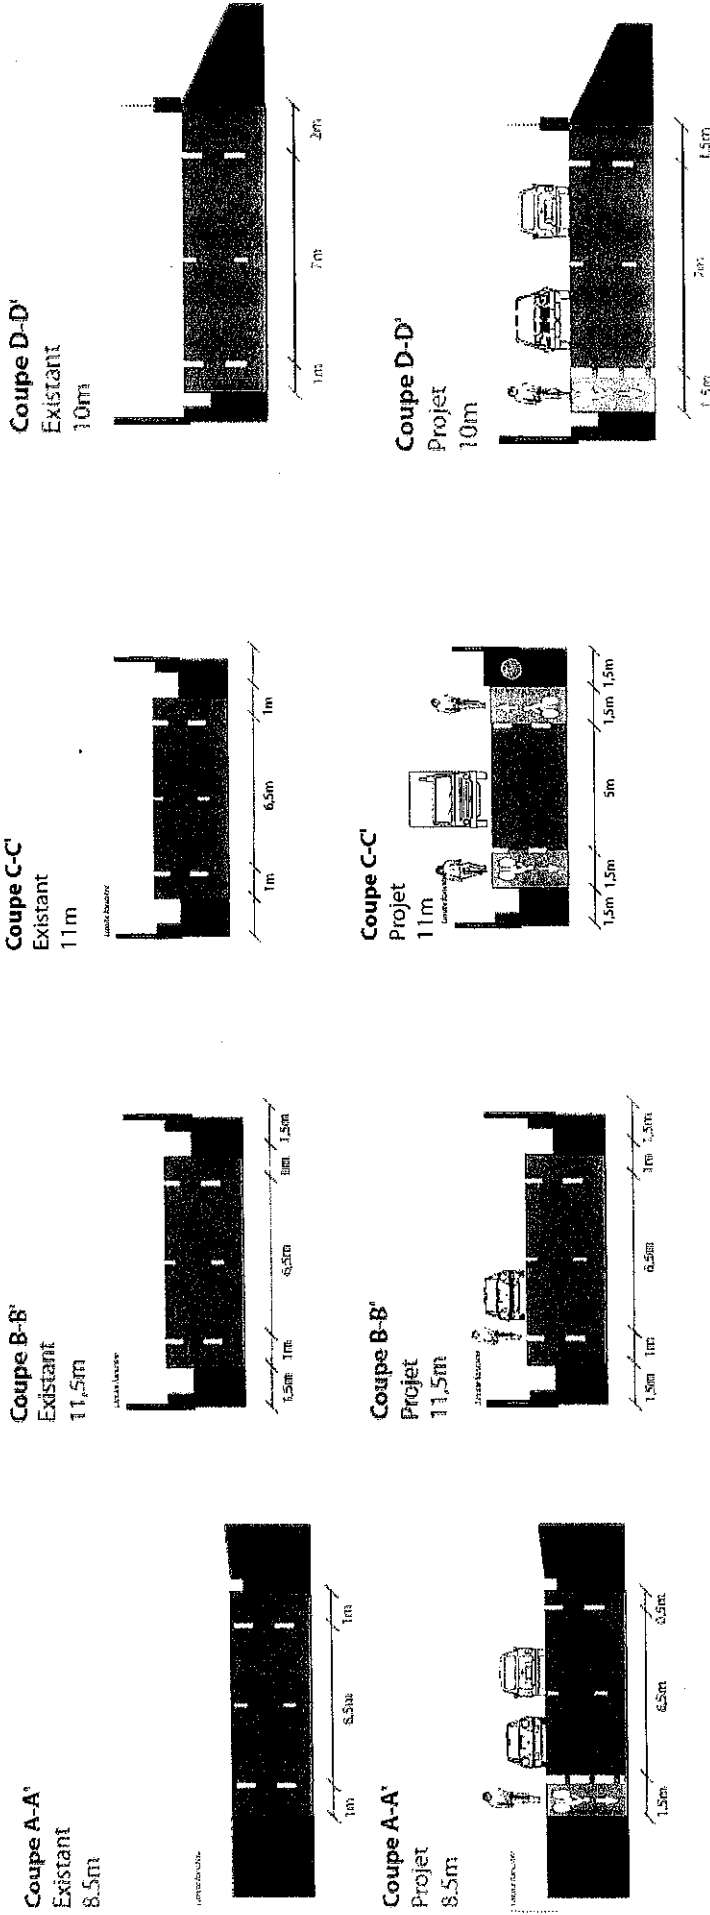 Coupe A-A'
Existant
8.5m
1m
6,5m
1m
Coupe B-B'
Existant
11,5m
1,5m
1m
6,5m
1m
1,5m
Coupe C-C'
Existant
11m
1m
6,5m
1m
Coupe D-D'
Existant
10m
1m
7m
2m
Coupe A-A'
Projet
8.5m
1.5m
6,5m
0,5m
Coupe B-B'
Projet
11,5m
1,5m
1m
6,5m
1m
1,5m
Coupe C-C'
Projet
11m
1,5m
1,5m
5m
1,5m
1,5m
Coupe D-D'
Projet
10m
1,5m
7m
1,5m